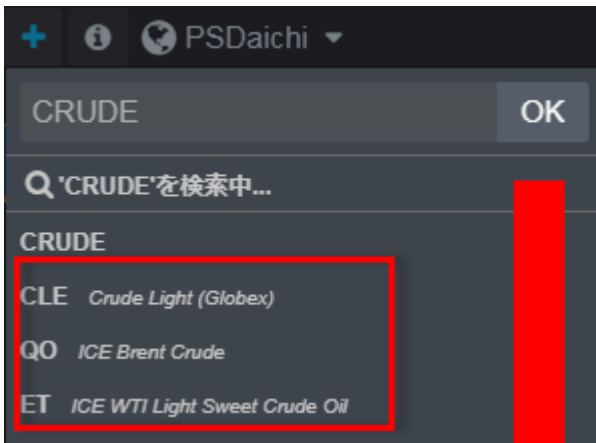 PSDaichi
CRUDE OK
'CRUDE'を検索中...
CRUDE
CLE Crude Light (Globex)
QO ICE Brent Crude
ET ICE WTI Light Sweet Crude Oil